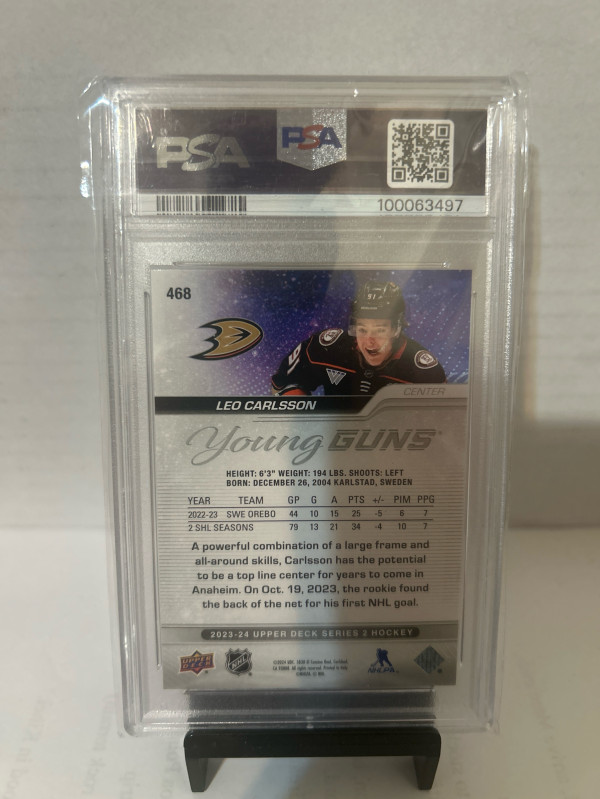 PSA
PSA
100063497
468
91
LEO CARLSSON
CENTER
Young GUNS
HEIGHT: 6'3" WEIGHT: 194 LBS. SHOOTS: LEFT
BORN: DECEMBER 26, 2004 KARLSTAD, SWEDEN
YEAR TEAM GP G A PTS +/- PIM PPG
2022-23 SWE OREBO 44 10 15 25 -5 6 7
2 SHL SEASONS 79 13 21 34 -4 10 7
A powerful combination of a large frame and
all-around skills, Carlsson has the potential
to be a top line center for years to come in
Anaheim. On Oct. 19, 2023, the rookie found
the back of the net for his first NHL goal.
2023-24 UPPER DECK SERIES 2 HOCKEY
UPPER DECK
NHL
NHLPA